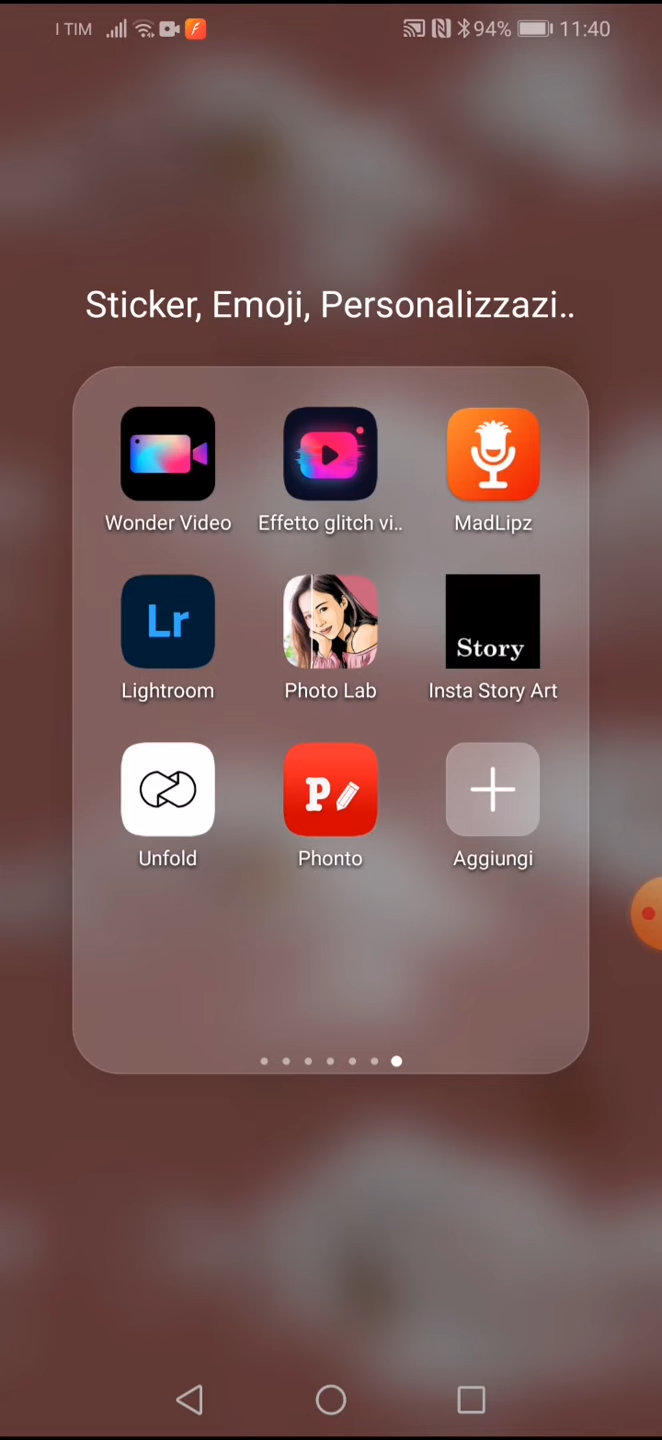 I TIM 94% 11:40
Sticker, Emoji, Personalizzazi..
Wonder Video Effetto glitch vi.. MadLipz
Lr Story
Lightroom Photo Lab Insta Story Art
P
Unfold Phonto Aggiungi